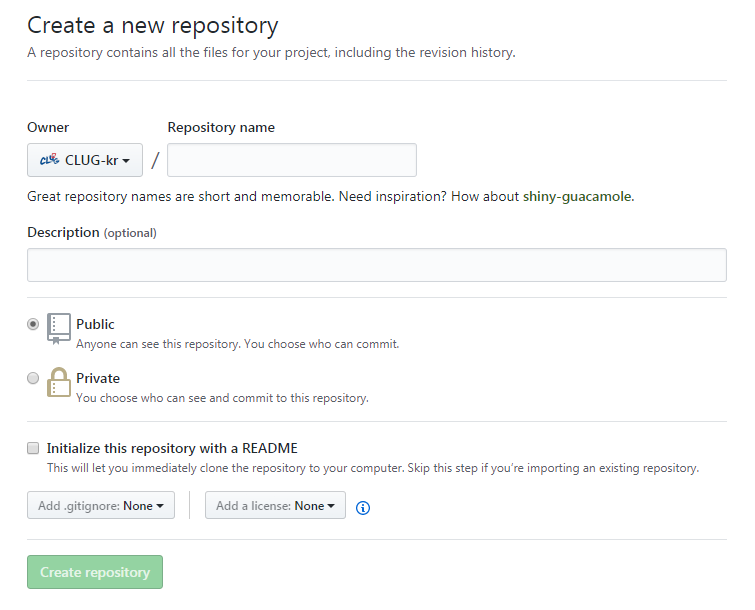 Create a new repository
A repository contains all the files for your project, including the revision history.
Owner
Repository name
CLUG CLUG-kr
/
Great repository names are short and memorable. Need inspiration? How about shiny-guacamole.
Description (optional)
Public
Anyone can see this repository. You choose who can commit.
Private
You choose who can see and commit to this repository.
Initialize this repository with a README
This will let you immediately clone the repository to your computer. Skip this step if you’re importing an existing repository.
Add .gitignore: None
Add a license: None
Create repository